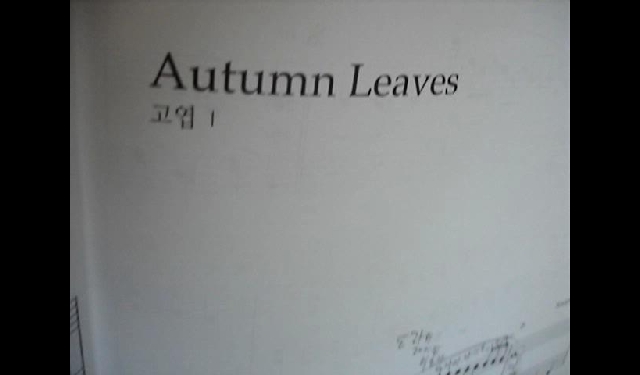 Autumn Leaves
고엽 1